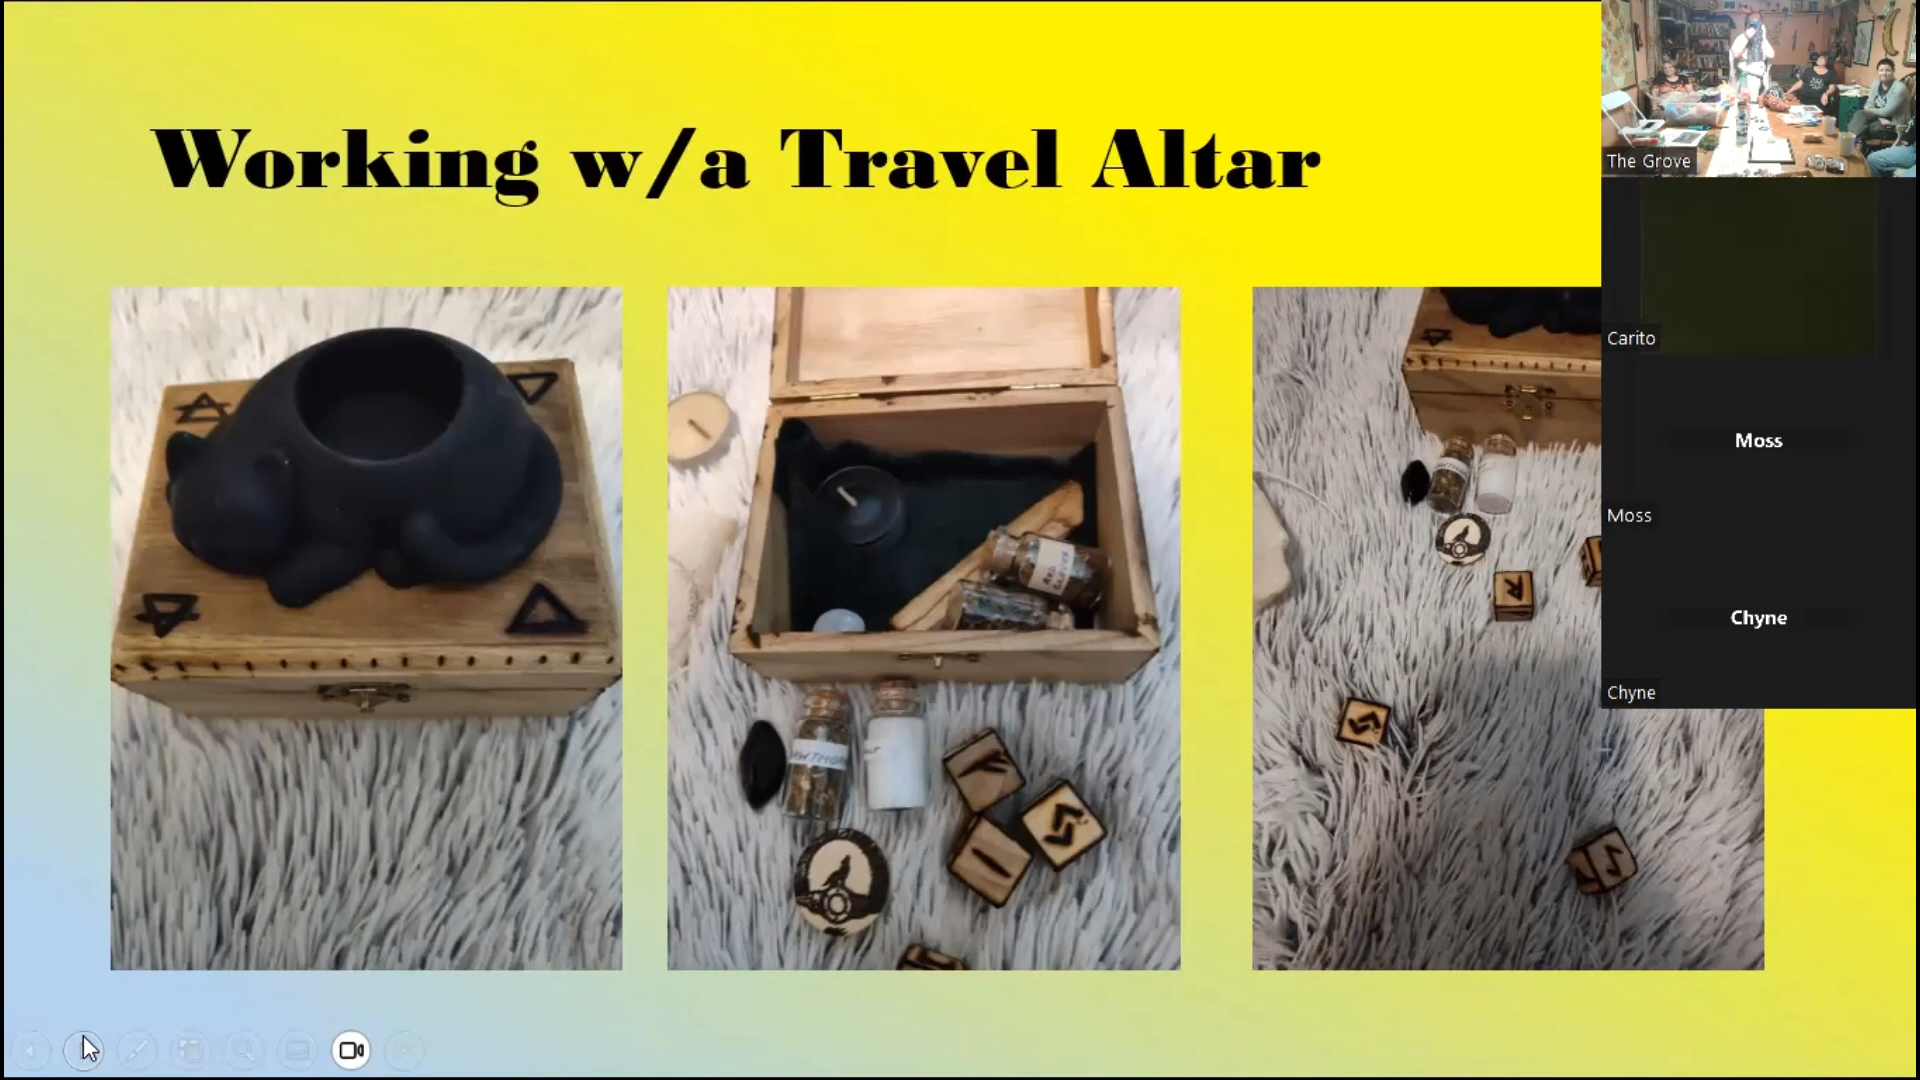 Working w/a Travel Altar
The Grove
Carito
Moss
Moss
Chyne
Chyne